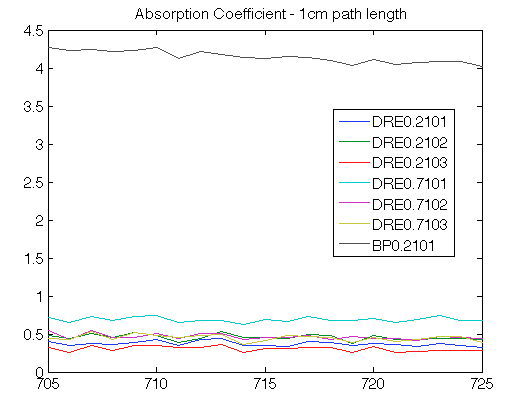 Absorption Coefficient - 1cm path length
4.5
4
3.5
3
2.5
2
1.5
1
0.5
0
705
710
715
720
725
DRE0.2101
DRE0.2102
DRE0.2103
DRE0.7101
DRE0.7102
DRE0.7103
BP0.2101